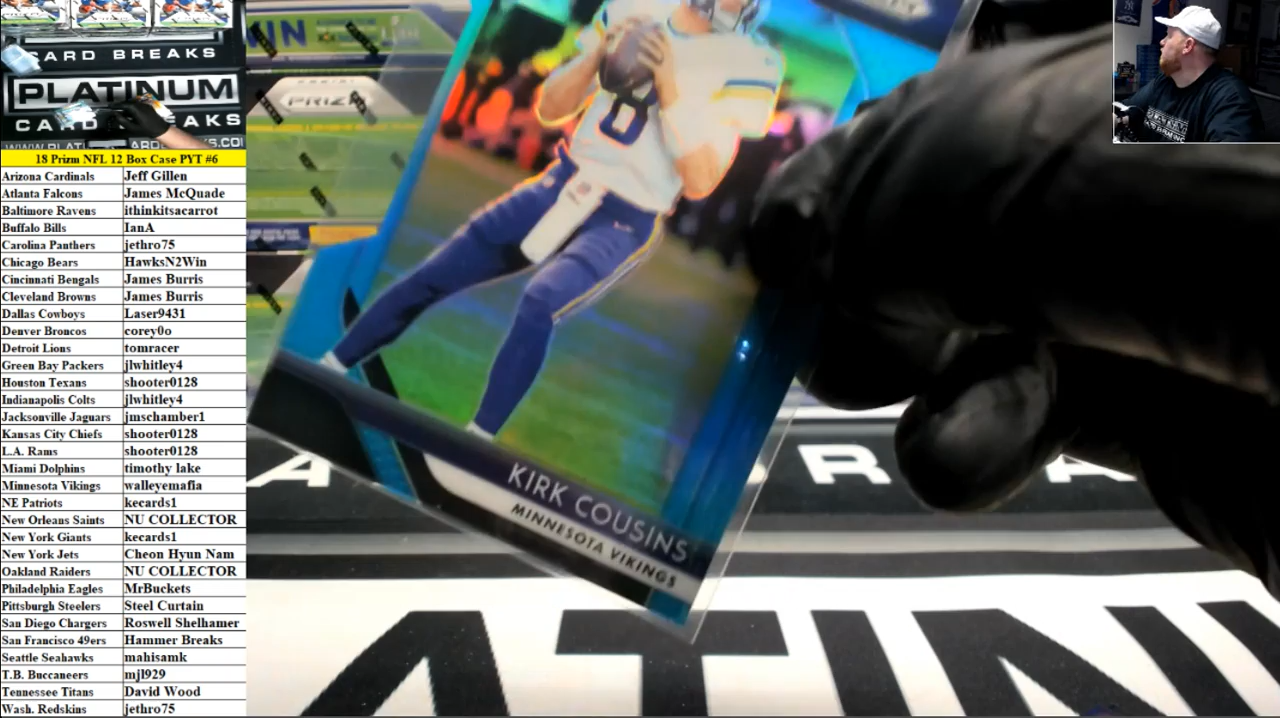 CARD BREAKS
PLATINUM
CARD BREAKS
18 Prizm NFL 12 Box Case PYT #6
Arizona Cardinals Jeff Gillen
Atlanta Falcons James McQuade
Baltimore Ravens ithinkitsacarrot
Buffalo Bills IanA
Carolina Panthers jethro75
Chicago Bears HawksN2Win
Cincinnati Bengals James Burris
Cleveland Browns James Burris
Dallas Cowboys Laser9431
Denver Broncos corey0o
Detroit Lions tomracer
Green Bay Packers jlwhitley4
Houston Texans shooter0128
Indianapolis Colts jlwhitley4
Jacksonville Jaguars jmschamber1
Kansas City Chiefs shooter0128
L.A. Rams shooter0128
Miami Dolphins timothy lake
Minnesota Vikings walleyemafia
NE Patriots kecards1
New Orleans Saints NU COLLECTOR
New York Giants kecards1
New York Jets Cheon Hyun Nam
Oakland Raiders NU COLLECTOR
Philadelphia Eagles MrBuckets
Pittsburgh Steelers Steel Curtain
San Diego Chargers Roswell Shelhamer
San Francisco 49ers Hammer Breaks
Seattle Seahawks mahisamk
T.B. Buccaneers mjl929
Tennessee Titans David Wood
Wash. Redskins jethro75
PRIZM
8
KIRK COUSINS
MINNESOTA VIKINGS
ATINU